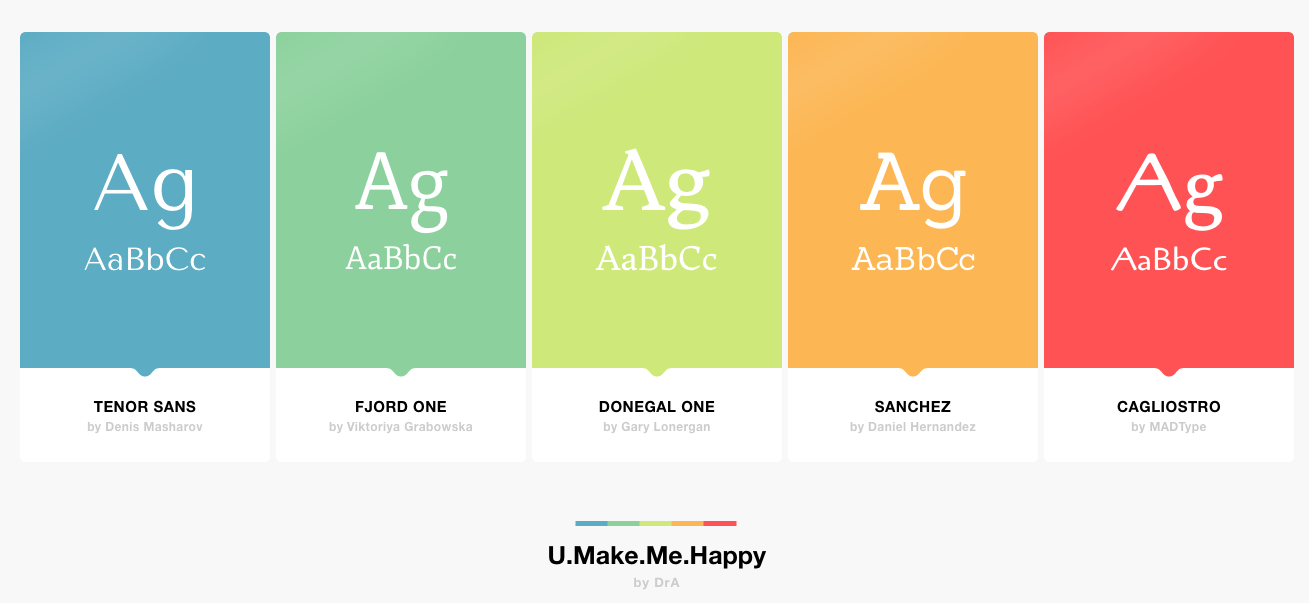 Ag
AaBbCc
TENOR SANS
by Denis Masharov
Ag
AaBbCc
FJORD ONE
by Viktoriya Grabowska
Ag
AaBbCc
DONEGAL ONE
by Gary Lonergan
Ag
AaBbCc
SANCHEZ
by Daniel Hernandez
Ag
AaBbCc
CAGLIOSTRO
by MADType
U.Make.Me.Happy
by DrA